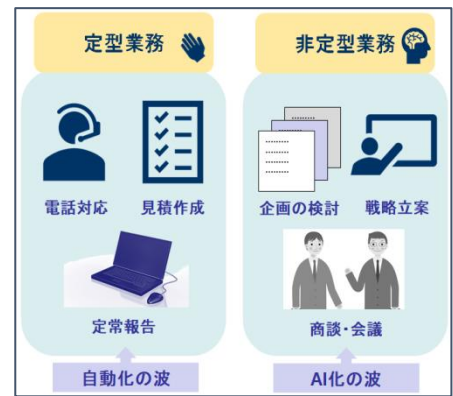 定型業務
非定型業務
電話対応
見積作成
企画の検討
戦略立案
定常報告
商談・会議
自動化の波
AI化の波